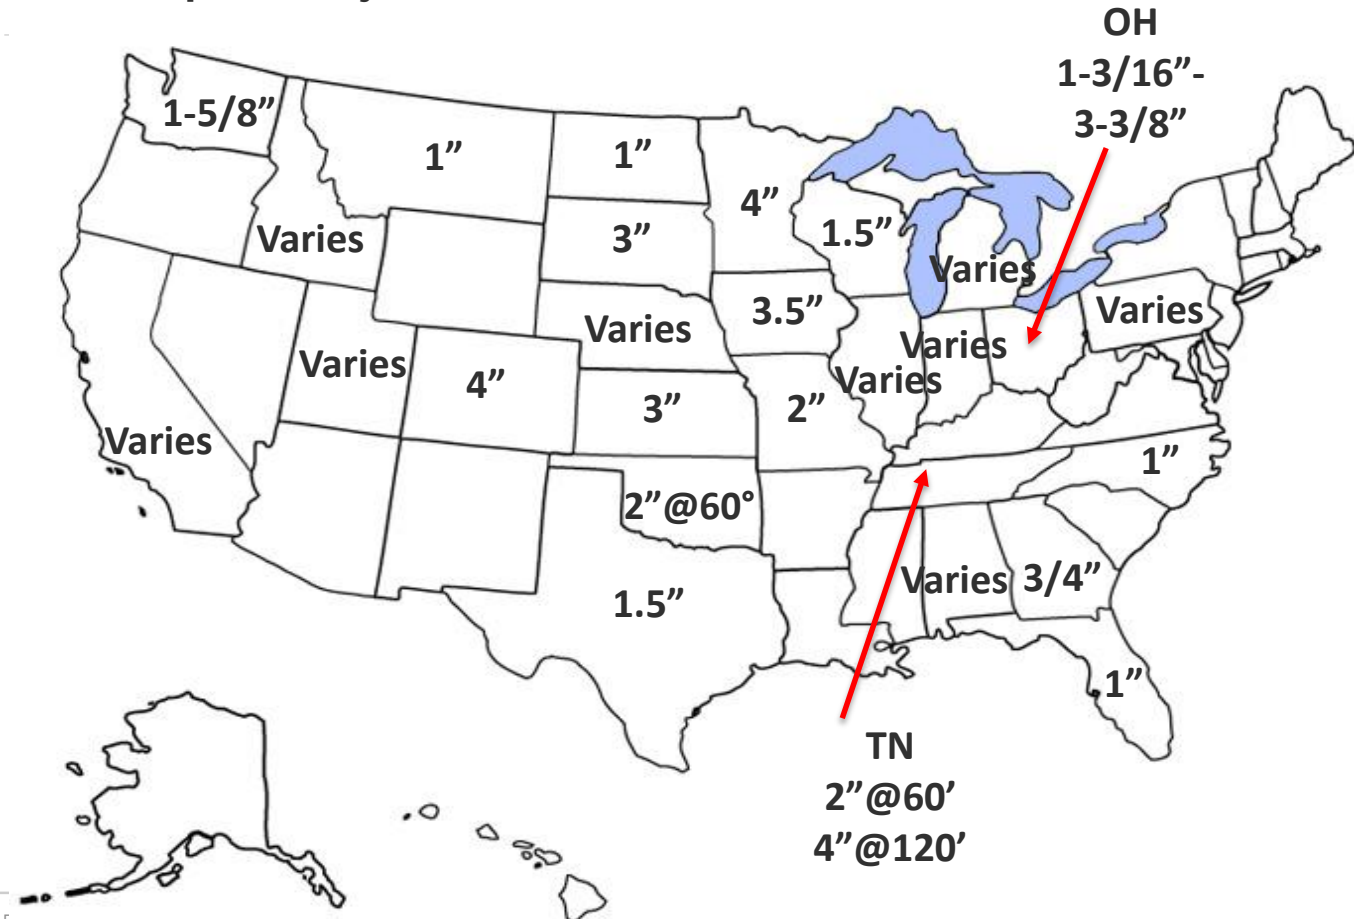 OH
1-3/16”-
3-3/8”
1-5/8”
1”
1”
4”
Varies
3”
1.5”
Varies
3.5”
Varies
Varies
Varies
Varies
4”
Varies
3”
2”
Varies
1”
2”@60°
Varies
3/4”
1.5”
1”
TN
2”@60’
4”@120’